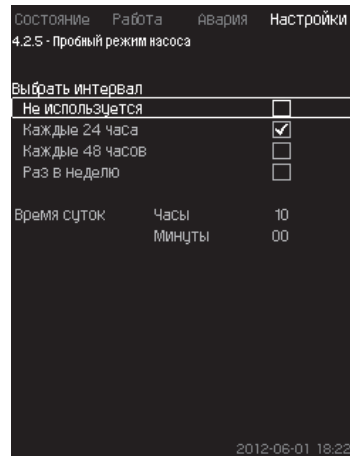 Состояние Работа Авария Настройки
4.2.5 - Пробный режим насоса
Выбрать интервал
Не используется
Каждые 24 часа
Каждые 48 часов
Раз в неделю
Время суток Часы 10
Минуты 00
2012-06-01 18:22